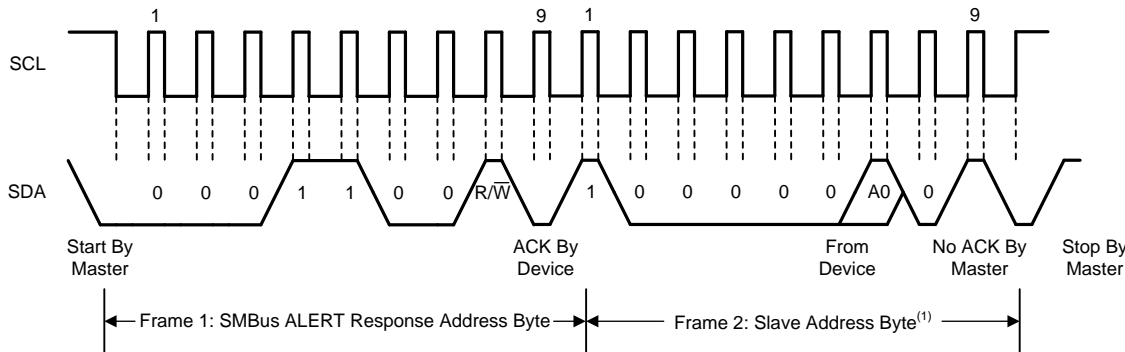 1 9 1 9
SCL
SDA
0 0 0 1 1 0 0 R/W̅ 1 0 0 0 0 0 A0 0
Start By
Master
ACK By
Device
From
Device
No ACK By
Master
Stop By
Master
Frame 1: SMBus ALERT Response Address Byte
Frame 2: Slave Address Byte(1)